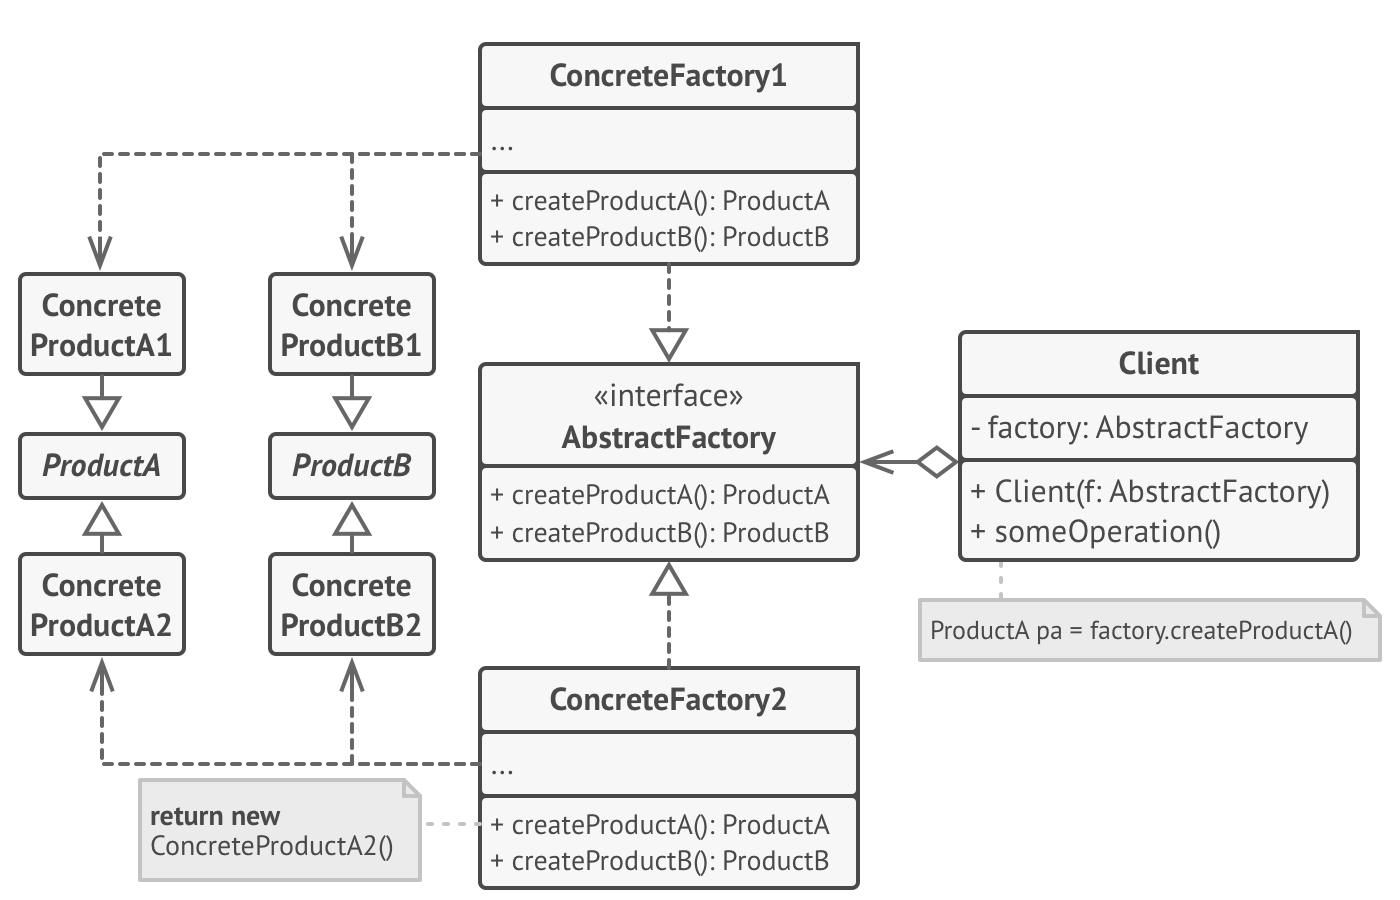 ConcreteFactory1
...
+ createProductA(): ProductA
+ createProductB(): ProductB
Concrete
ProductA1
Concrete
ProductB1
ProductA
ProductB
Concrete
ProductA2
Concrete
ProductB2
«interface»
AbstractFactory
+ createProductA(): ProductA
+ createProductB(): ProductB
Client
- factory: AbstractFactory
+ Client(f: AbstractFactory)
+ someOperation()
ProductA pa = factory.createProductA()
ConcreteFactory2
...
+ createProductA(): ProductA
+ createProductB(): ProductB
return new
ConcreteProductA2()